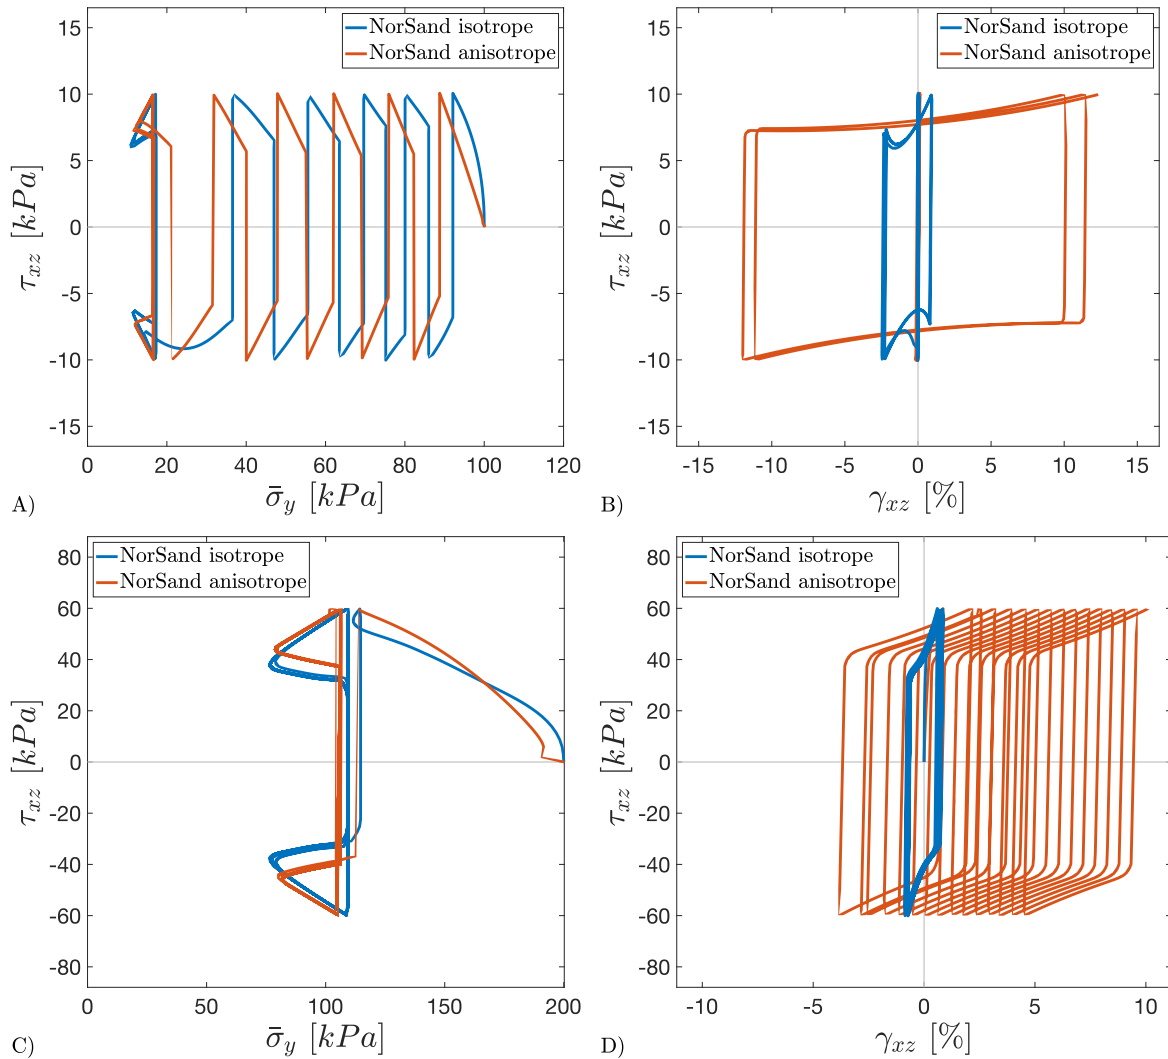 NorSand isotrope
NorSand anisotrope
15
10
5
0
-5
-10
-15
τxz [kPa]
0 20 40 60 80 100 120
σ̄y [kPa]
A)
NorSand isotrope
NorSand anisotrope
15
10
5
0
-5
-10
-15
τxz [kPa]
-15 -10 -5 0 5 10 15
γxz [%]
B)
NorSand isotrope
NorSand anisotrope
80
60
40
20
0
-20
-40
-60
-80
τxz [kPa]
0 50 100 150 200
σ̄y [kPa]
C)
NorSand isotrope
NorSand anisotrope
80
60
40
20
0
-20
-40
-60
-80
τxz [kPa]
-10 -5 0 5 10
γxz [%]
D)